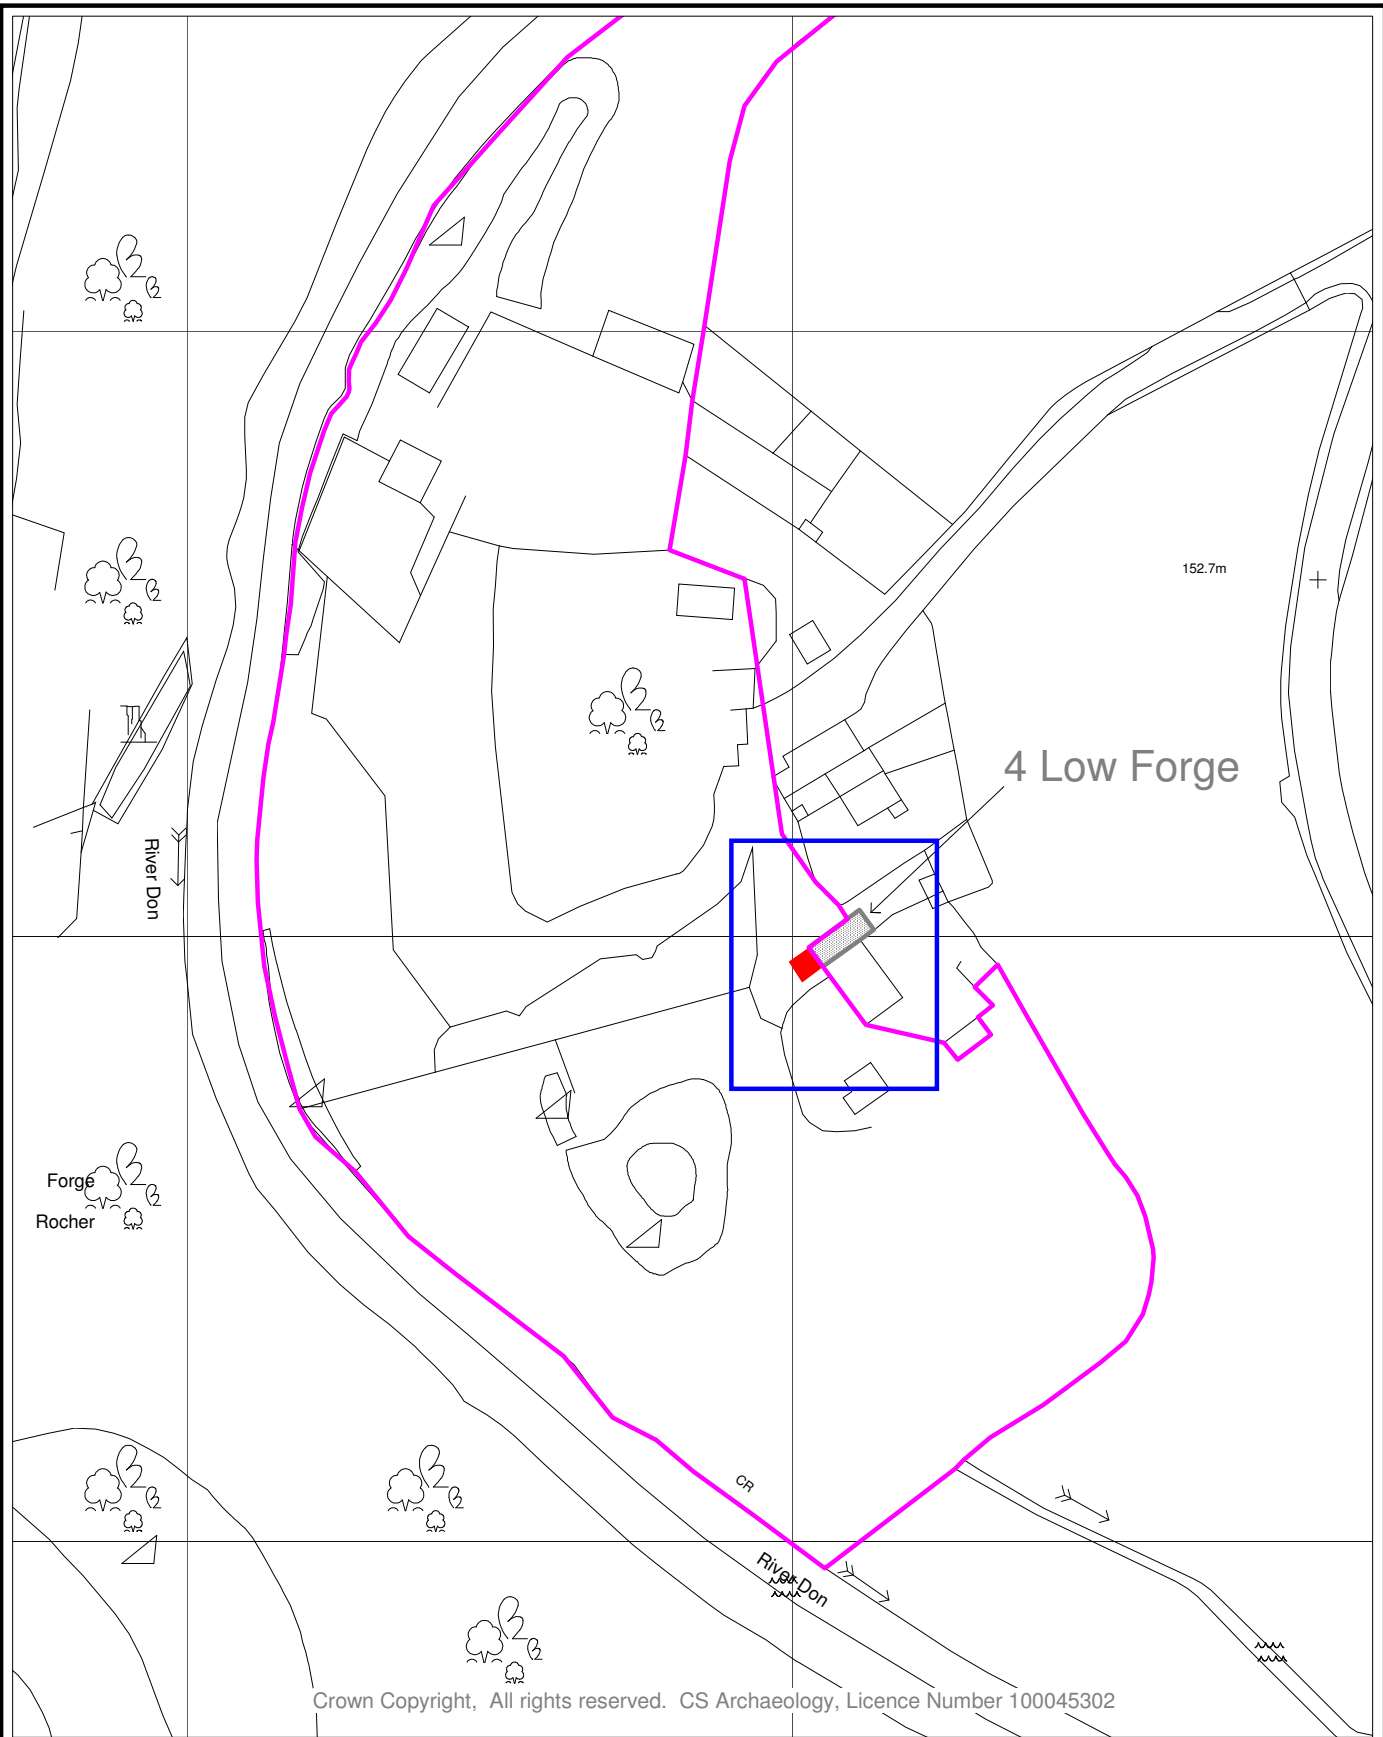 152.7m
4 Low Forge
River Don
Forge
Rocher
CR
River Don
Crown Copyright, All rights reserved. CS Archaeology, Licence Number 100045302